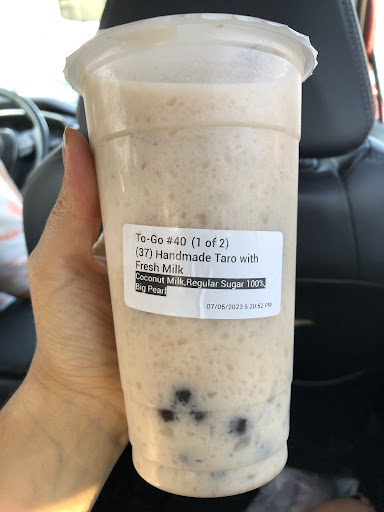 To-Go #40 (1 of 2)
(37) Handmade Taro with
Fresh Milk
Coconut Milk,Regular Sugar 100%,
Big Pearl
07/05/2023 6:20:52 PM